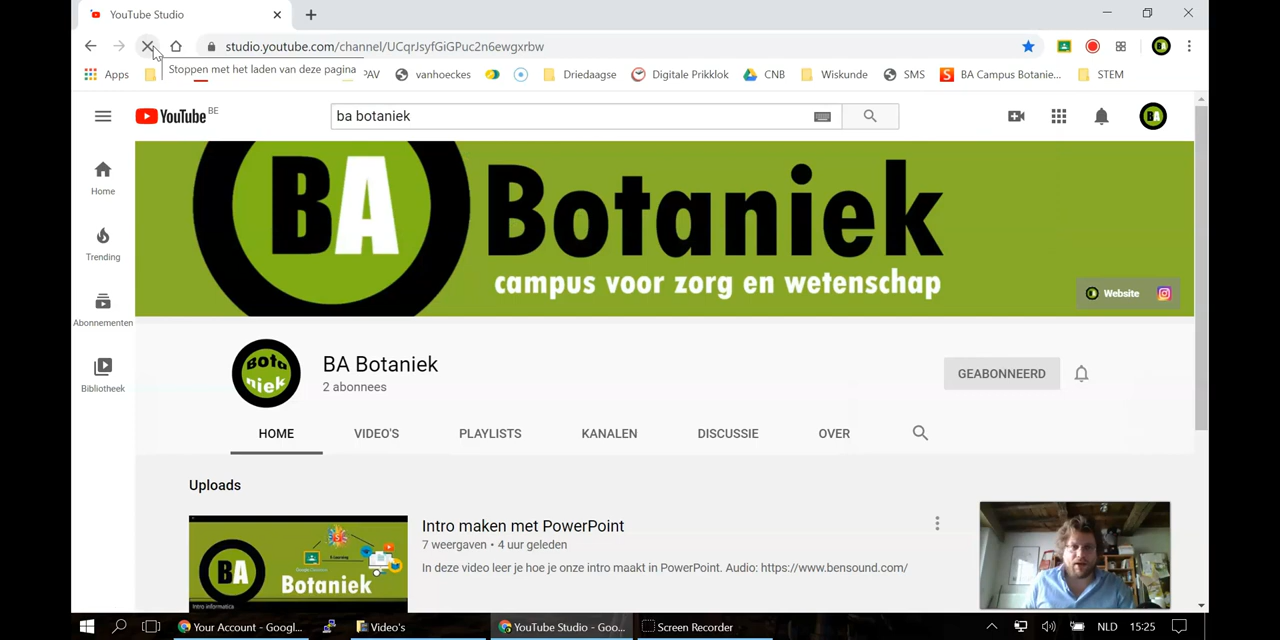 YouTube Studio
studio.youtube.com/channel/UCqrJsyfGiGPuc2n6ewgxrbw
Stoppen met het laden van deze pagina
Apps
PAV
vanhoeckes
Driedaagse
Digitale Prikklok
CNB
Wiskunde
SMS
BA Campus Botanie...
STEM
YouTube BE
ba botaniek
BA
Home
Trending
Abonnementen
Bibliotheek
BA Botaniek
campus voor zorg en wetenschap
Website
Botaniek
BA Botaniek
2 abonnees
GEABONNEERD
HOME
VIDEO'S
PLAYLISTS
KANALEN
DISCUSSIE
OVER
Uploads
Intro maken met PowerPoint
7 weergaven • 4 uur geleden
In deze video leer je hoe je onze intro maakt in PowerPoint. Audio: https://www.bensound.com/
BA Botaniek
Intro informatica
Your Account - Googl...
Video's
YouTube Studio - Goo...
Screen Recorder
NLD
15:25